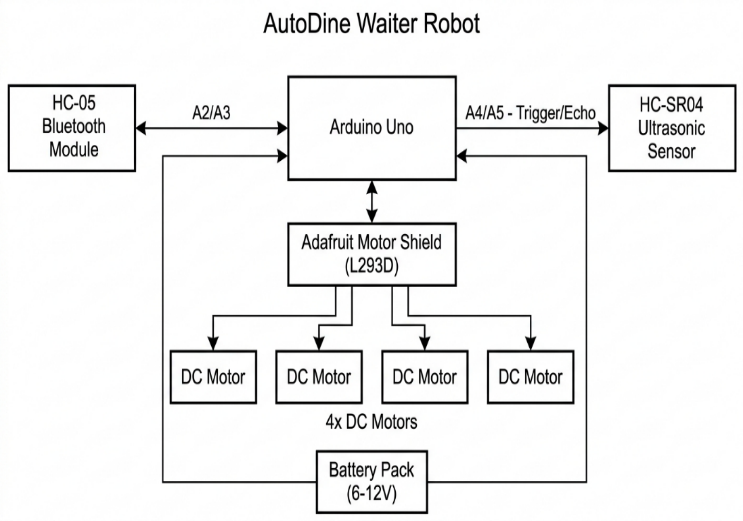 AutoDine Waiter Robot
HC-05
Bluetooth
Module
A2/A3
Arduino Uno
A4/A5 - Trigger/Echo
HC-SR04
Ultrasonic
Sensor
Adafruit Motor Shield
(L293D)
DC Motor
DC Motor
DC Motor
DC Motor
4x DC Motors
Battery Pack
(6-12V)